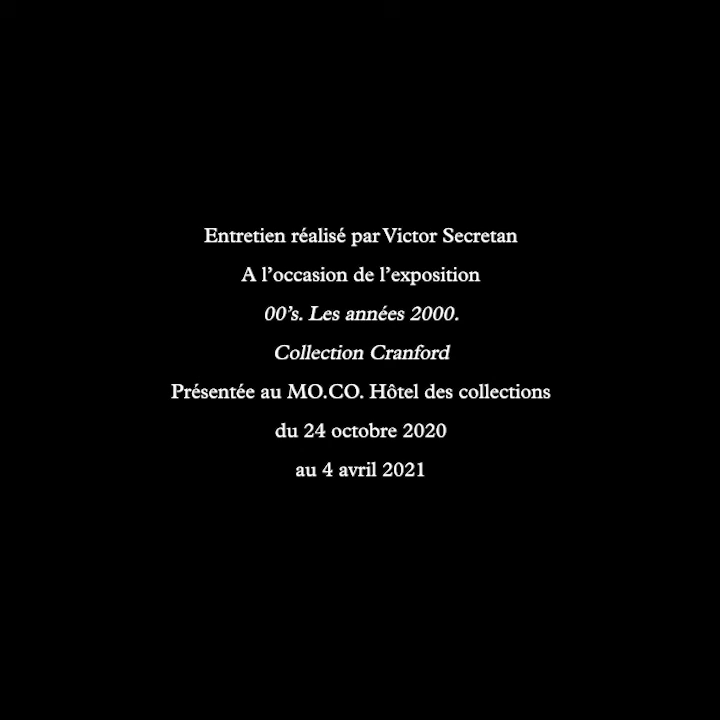 Entretien réalisé par Victor Secretan
A l’occasion de l’exposition
00’s. Les années 2000.
Collection Cranford
Présentée au MO.CO. Hôtel des collections
du 24 octobre 2020
au 4 avril 2021